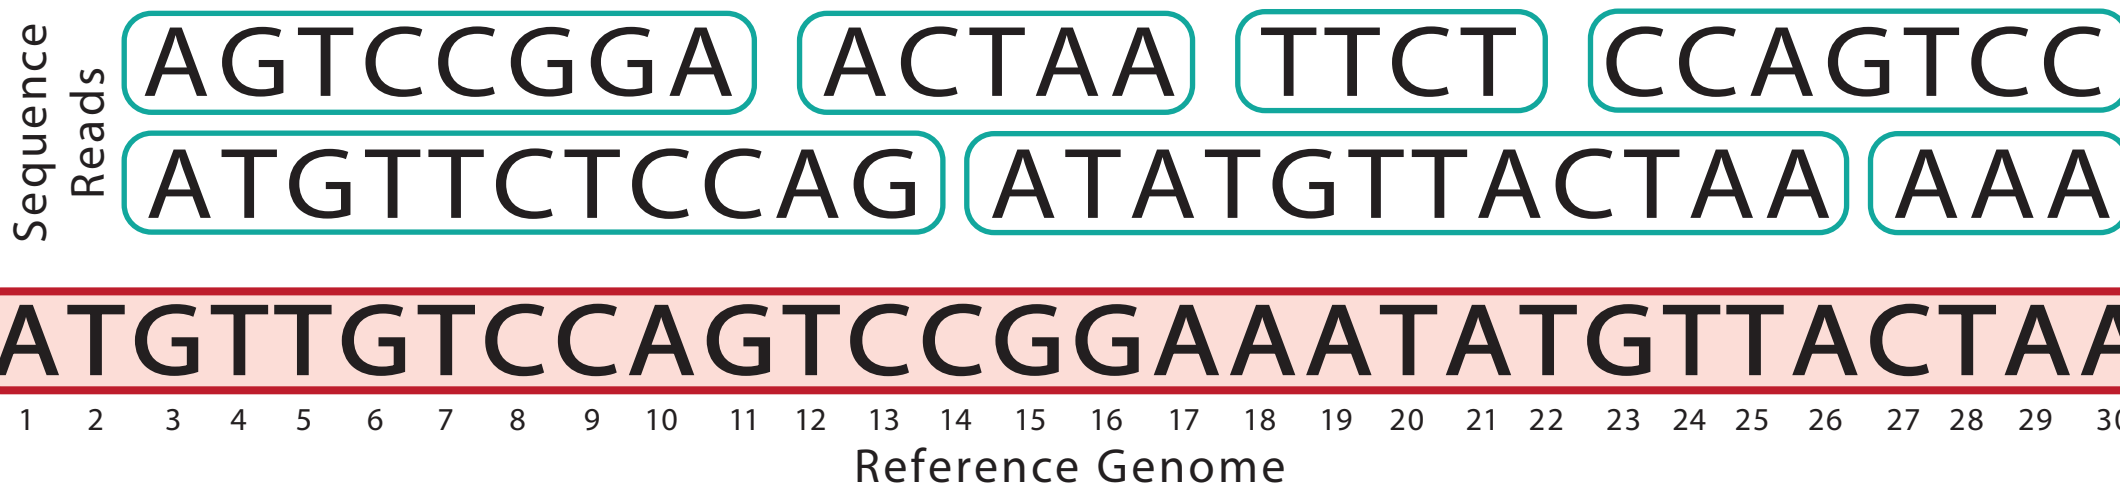 Sequence
Reads
AGTCCGGA ACTAA TTCT CCAGTCC
ATGTTCTCCAG ATATGTTACTAA AAA
ATGTTGTCCAGTCCGGAAATATGTTACTAA
1 2 3 4 5 6 7 8 9 10 11 12 13 14 15 16 17 18 19 20 21 22 23 24 25 26 27 28 29 30
Reference Genome